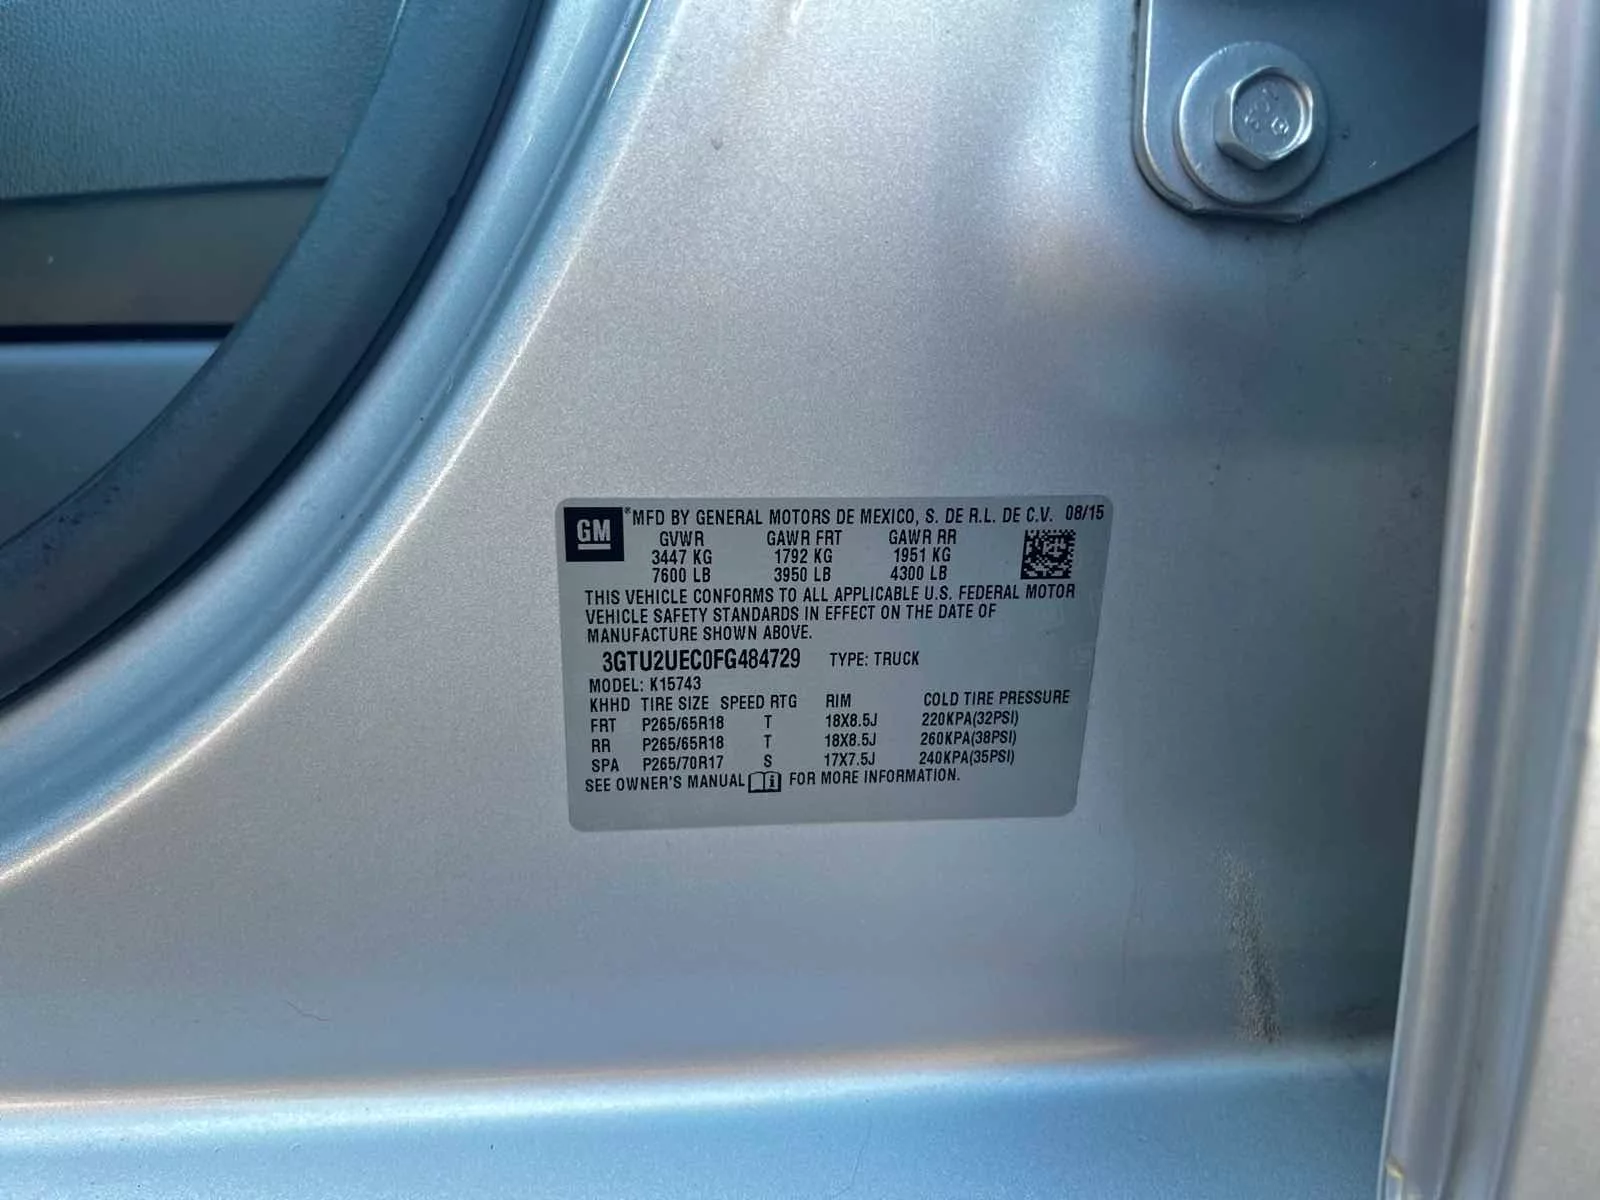 GM
®MFD BY GENERAL MOTORS DE MEXICO, S. DE R.L. DE C.V. 08/15
GVWR GAWR FRT GAWR RR
3447 KG 1792 KG 1951 KG
7600 LB 3950 LB 4300 LB
THIS VEHICLE CONFORMS TO ALL APPLICABLE U.S. FEDERAL MOTOR
VEHICLE SAFETY STANDARDS IN EFFECT ON THE DATE OF
MANUFACTURE SHOWN ABOVE.
3GTU2UEC0FG484729 TYPE: TRUCK
MODEL: K15743
KHHD TIRE SIZE SPEED RTG RIM COLD TIRE PRESSURE
FRT P265/65R18 T 18X8.5J 220KPA(32PSI)
RR P265/65R18 T 18X8.5J 260KPA(38PSI)
SPA P265/70R17 S 17X7.5J 240KPA(35PSI)
SEE OWNER'S MANUAL FOR MORE INFORMATION.